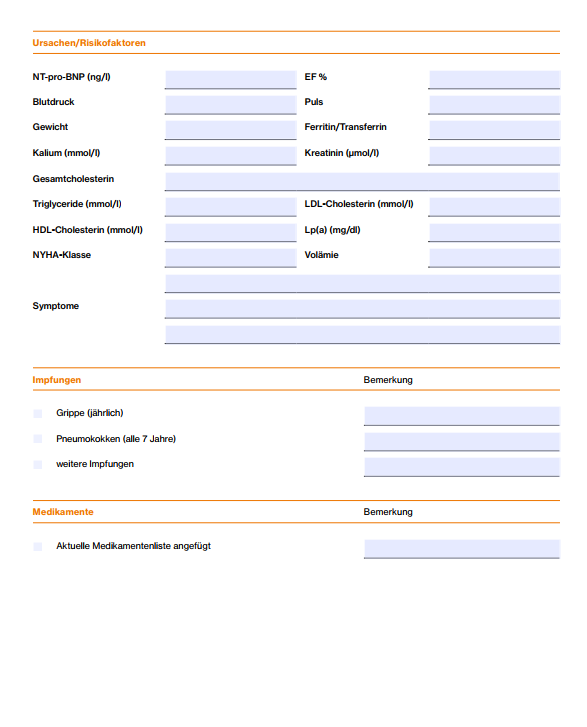 Ursachen/Risikofaktoren
NT-pro-BNP (ng/l) EF %
Blutdruck Puls
Gewicht Ferritin/Transferrin
Kalium (mmol/l) Kreatinin (µmol/l)
Gesamtcholesterin
Triglyceride (mmol/l) LDL-Cholesterin (mmol/l)
HDL-Cholesterin (mmol/l) Lp(a) (mg/dl)
NYHA-Klasse Volämie
Symptome
Impfungen Bemerkung
Grippe (jährlich)
Pneumokokken (alle 7 Jahre)
weitere Impfungen
Medikamente Bemerkung
Aktuelle Medikamentenliste angefügt